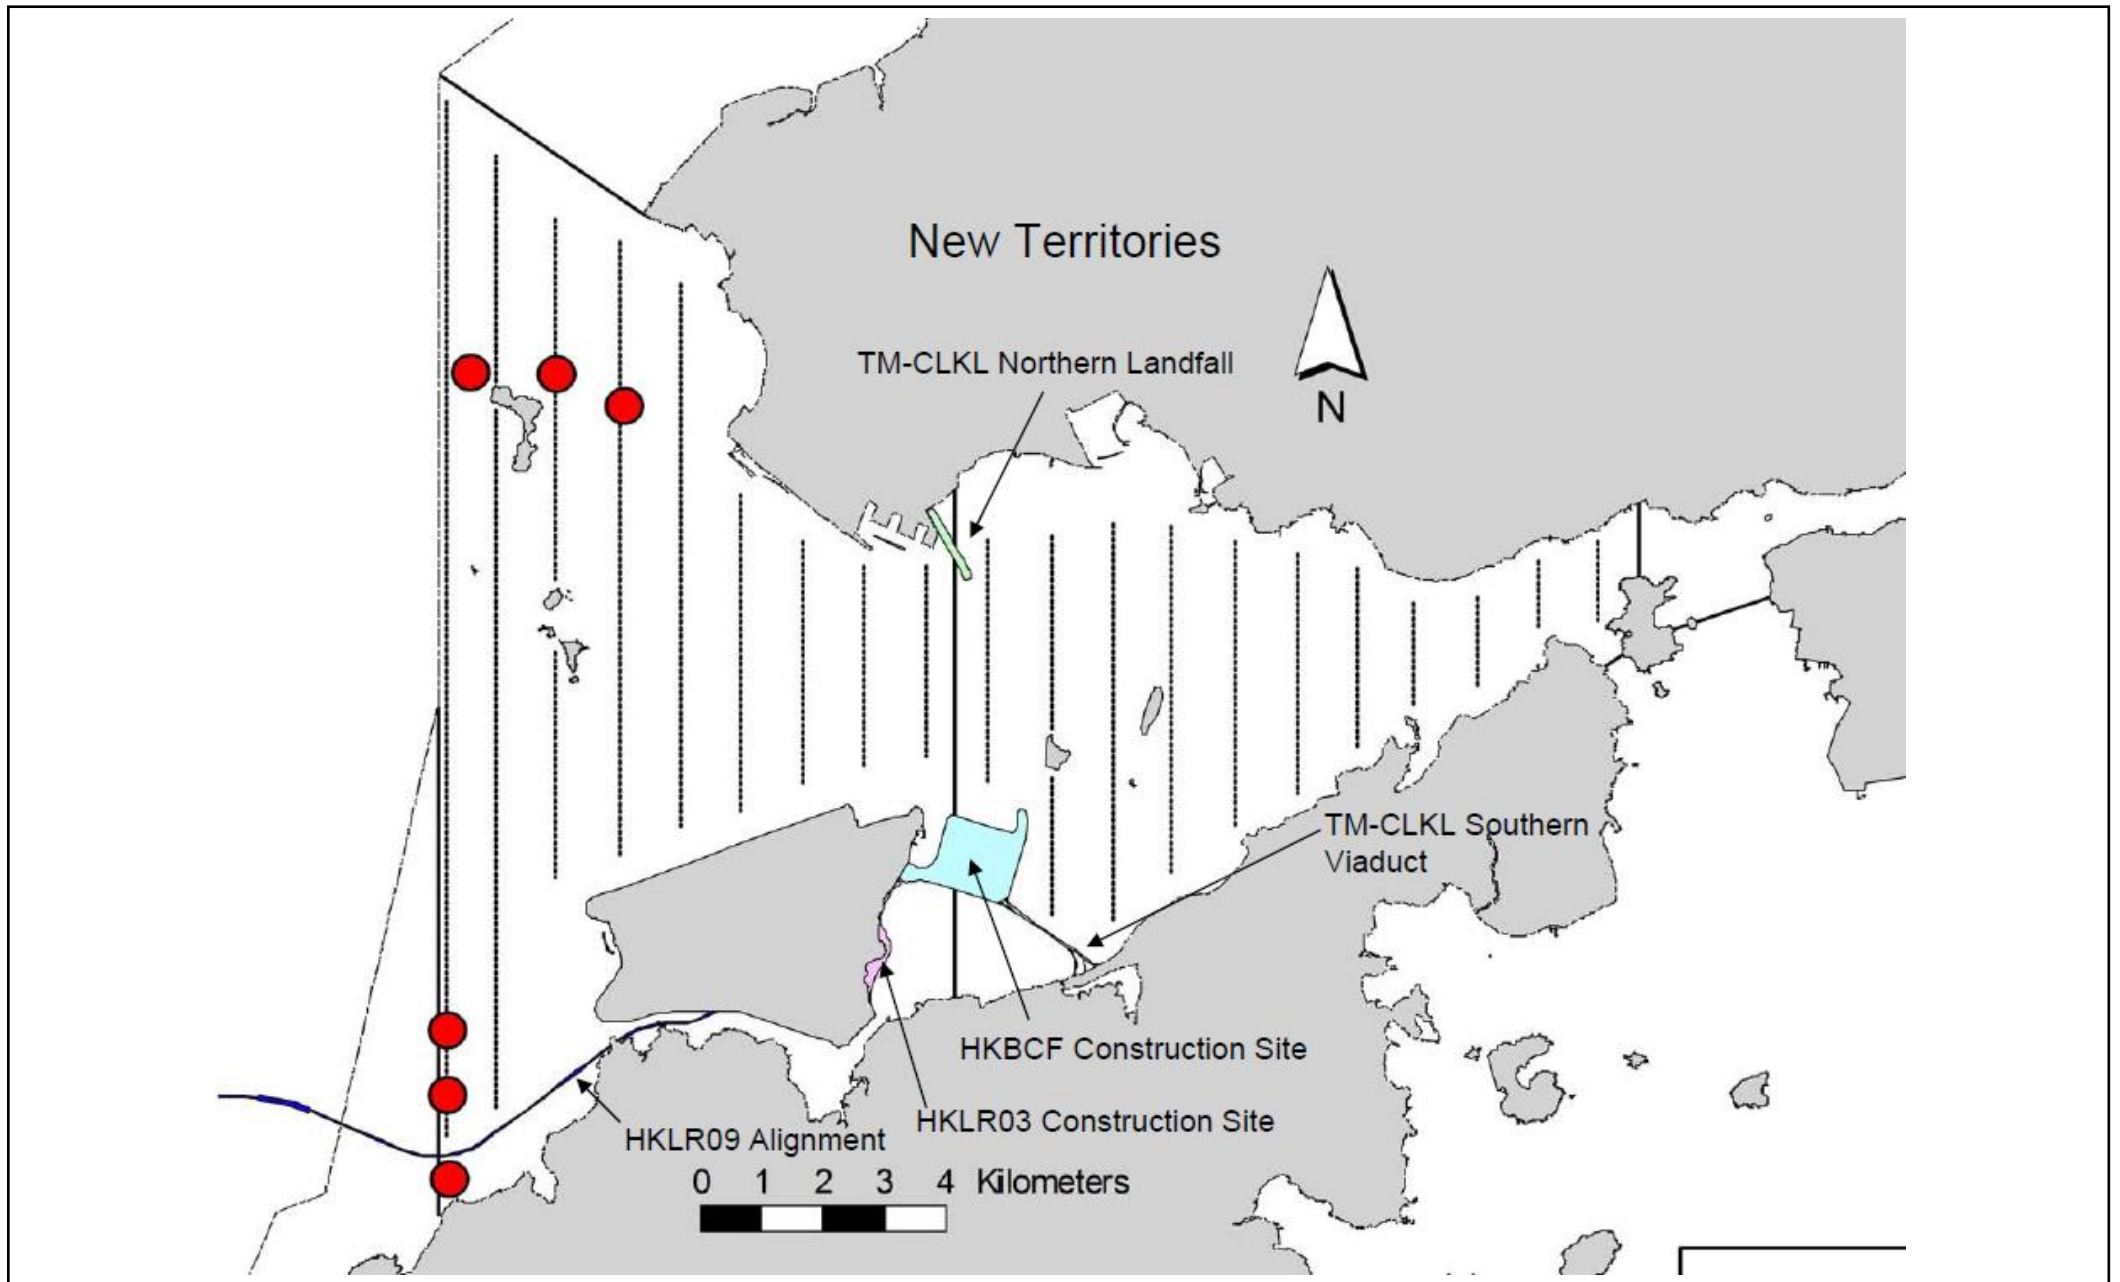 New Territories
TM-CLKL Northern Landfall
N
TM-CLKL Southern
Viaduct
HKBCF Construction Site
HKLR03 Construction Site
HKLR09 Alignment
0 1 2 3 4 Kilometers